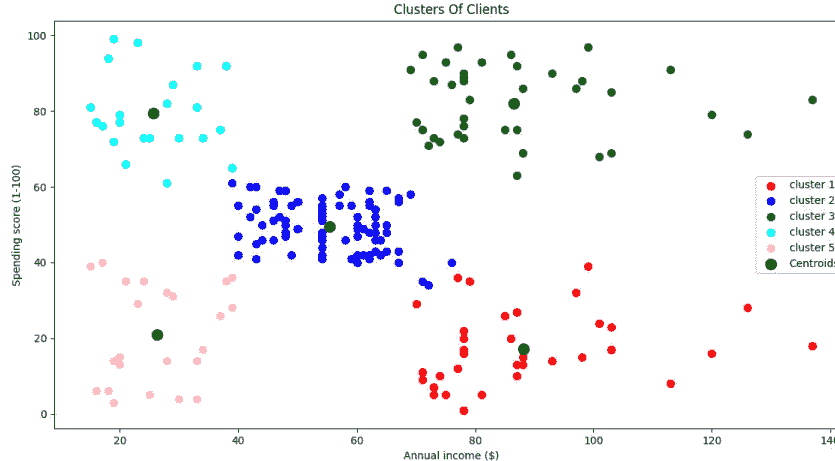 Clusters Of Clients
100
80
60
40
20
0
Spending score (1-100)
20
40
60
80
100
120
Annual income ($)
cluster 1
cluster 2
cluster 3
cluster 4
cluster 5
Centroids